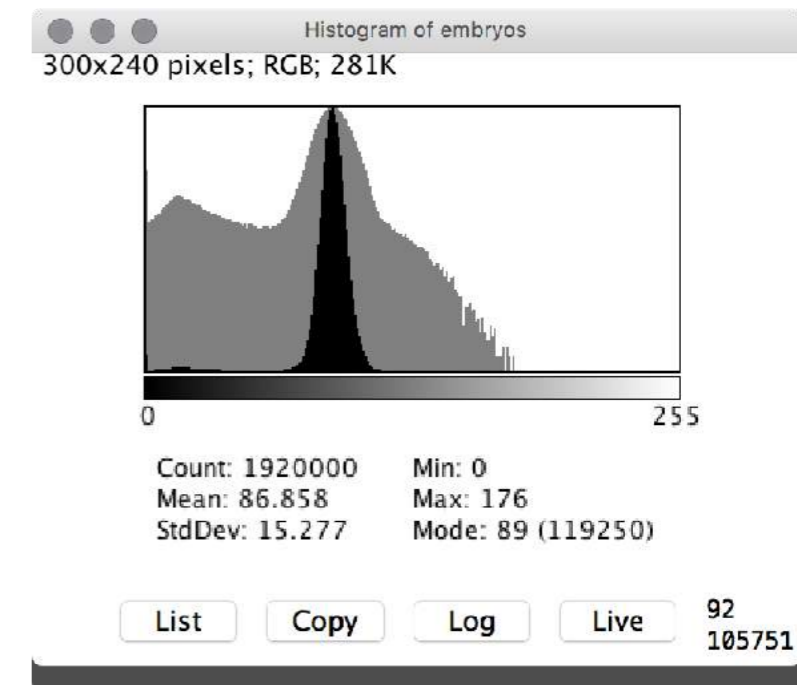 Histogram of embryos
300x240 pixels; RGB; 281K
0 255
Count: 1920000 Min: 0
Mean: 86.858 Max: 176
StdDev: 15.277 Mode: 89 (119250)
List Copy Log Live 92
105751